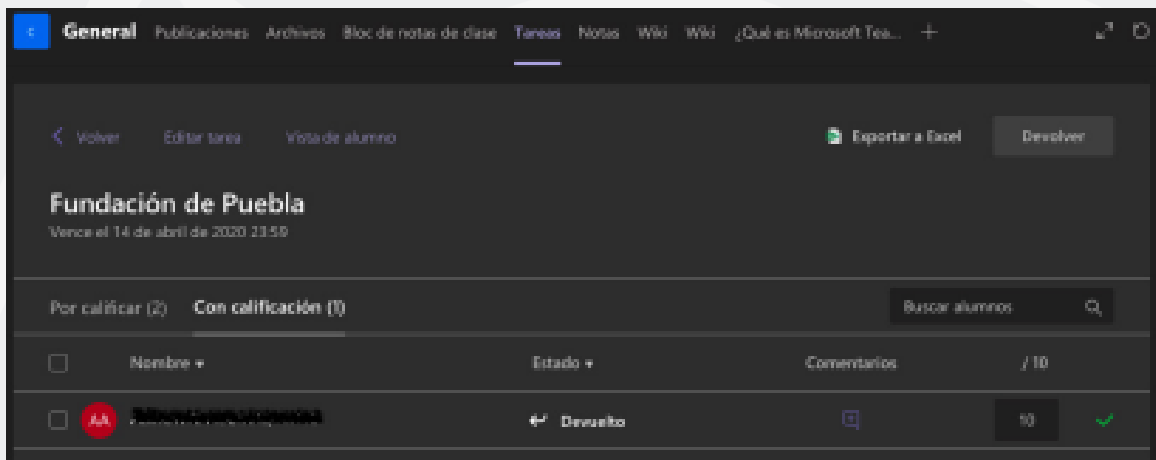 General Publicaciones Archivos Bloc de notas de clase Tareas Notas Wiki Wiki ¿Qué es Microsoft Tea... +
Volver Editar tarea Vista de alumno Exportar a Excel Devolver
Fundación de Puebla
Vence el 14 de abril de 2020 23:59
Por calificar (2) Con calificación (1) Buscar alumnos
Nombre Estado Comentarios / 10
AA Devuelto 10